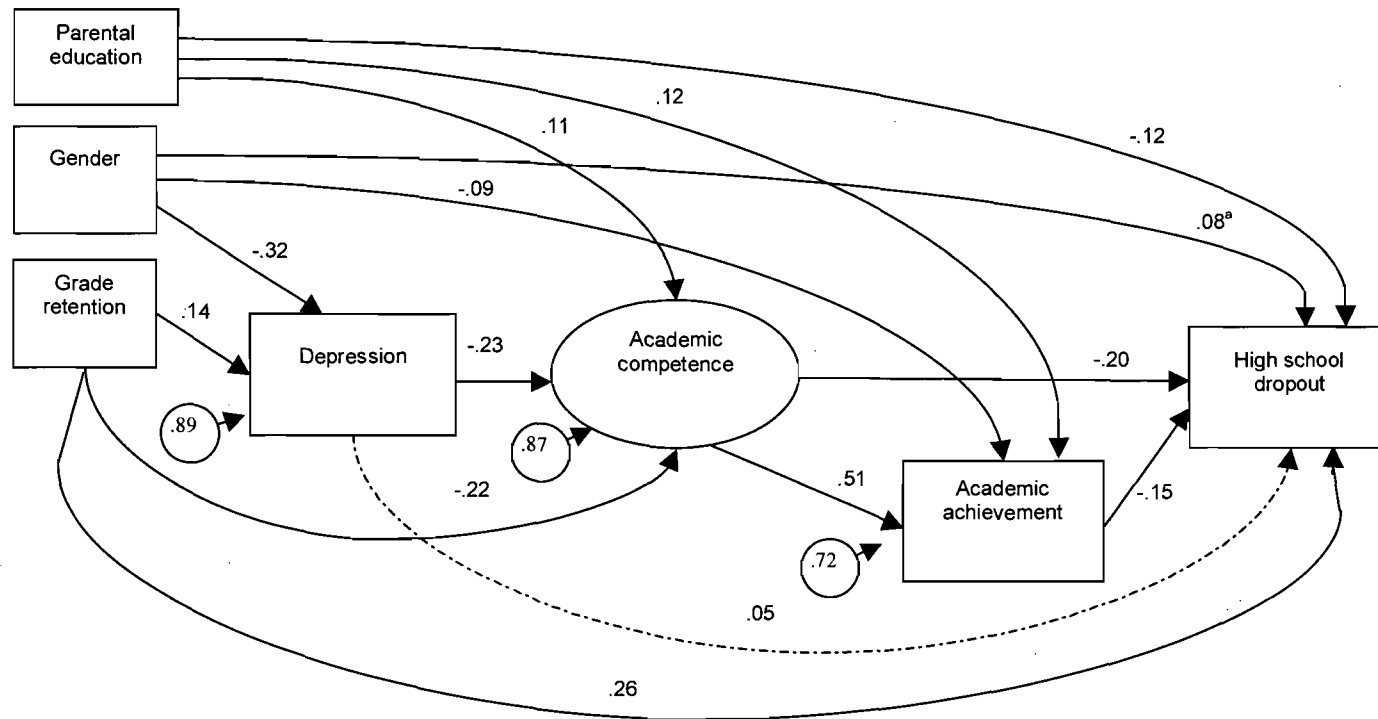 Parental
education
.12
.11
-.12
Gender
-.09
.08a
-.32
Grade
retention
.14
Depression
-.23
Academic
competence
-.20
High school
dropout
.89
.87
-.22
.51
Academic
achievement
-.15
.72
.05
.26